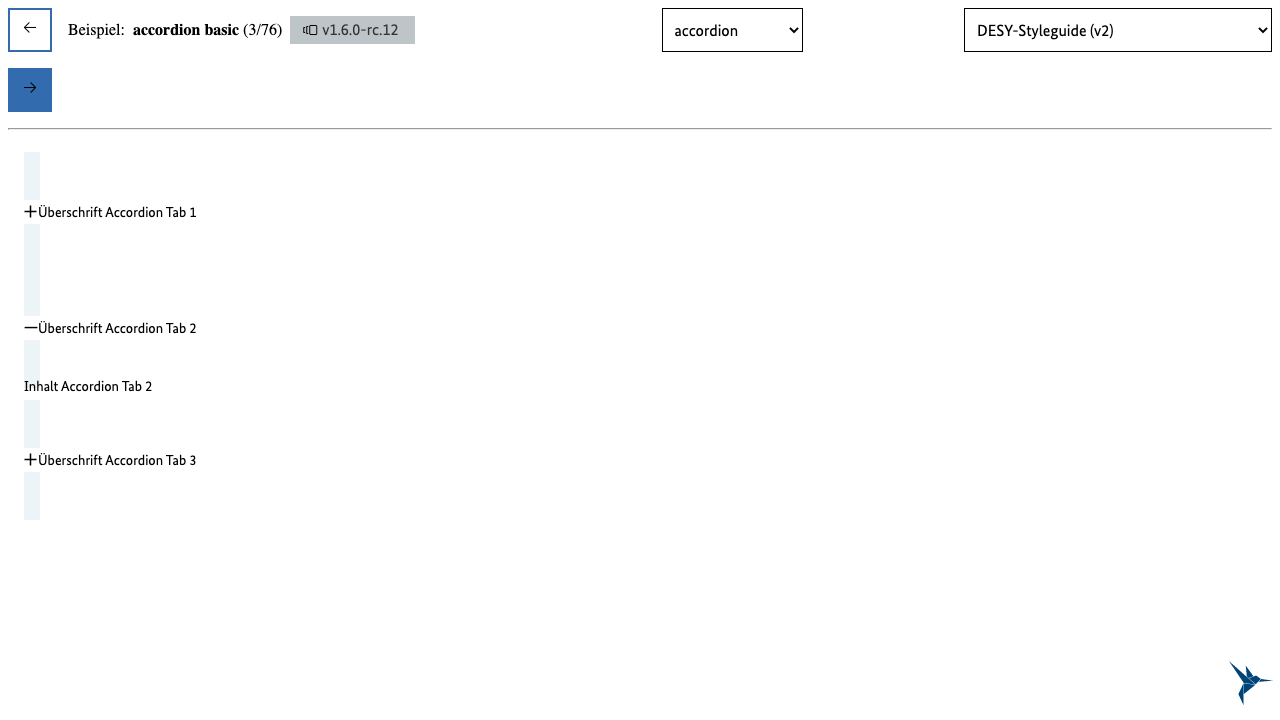 Beispiel: accordion basic (3/76) v1.6.0-rc.12 accordion DESY-Styleguide (v2)
Überschrift Accordion Tab 1
Überschrift Accordion Tab 2
Inhalt Accordion Tab 2
Überschrift Accordion Tab 3